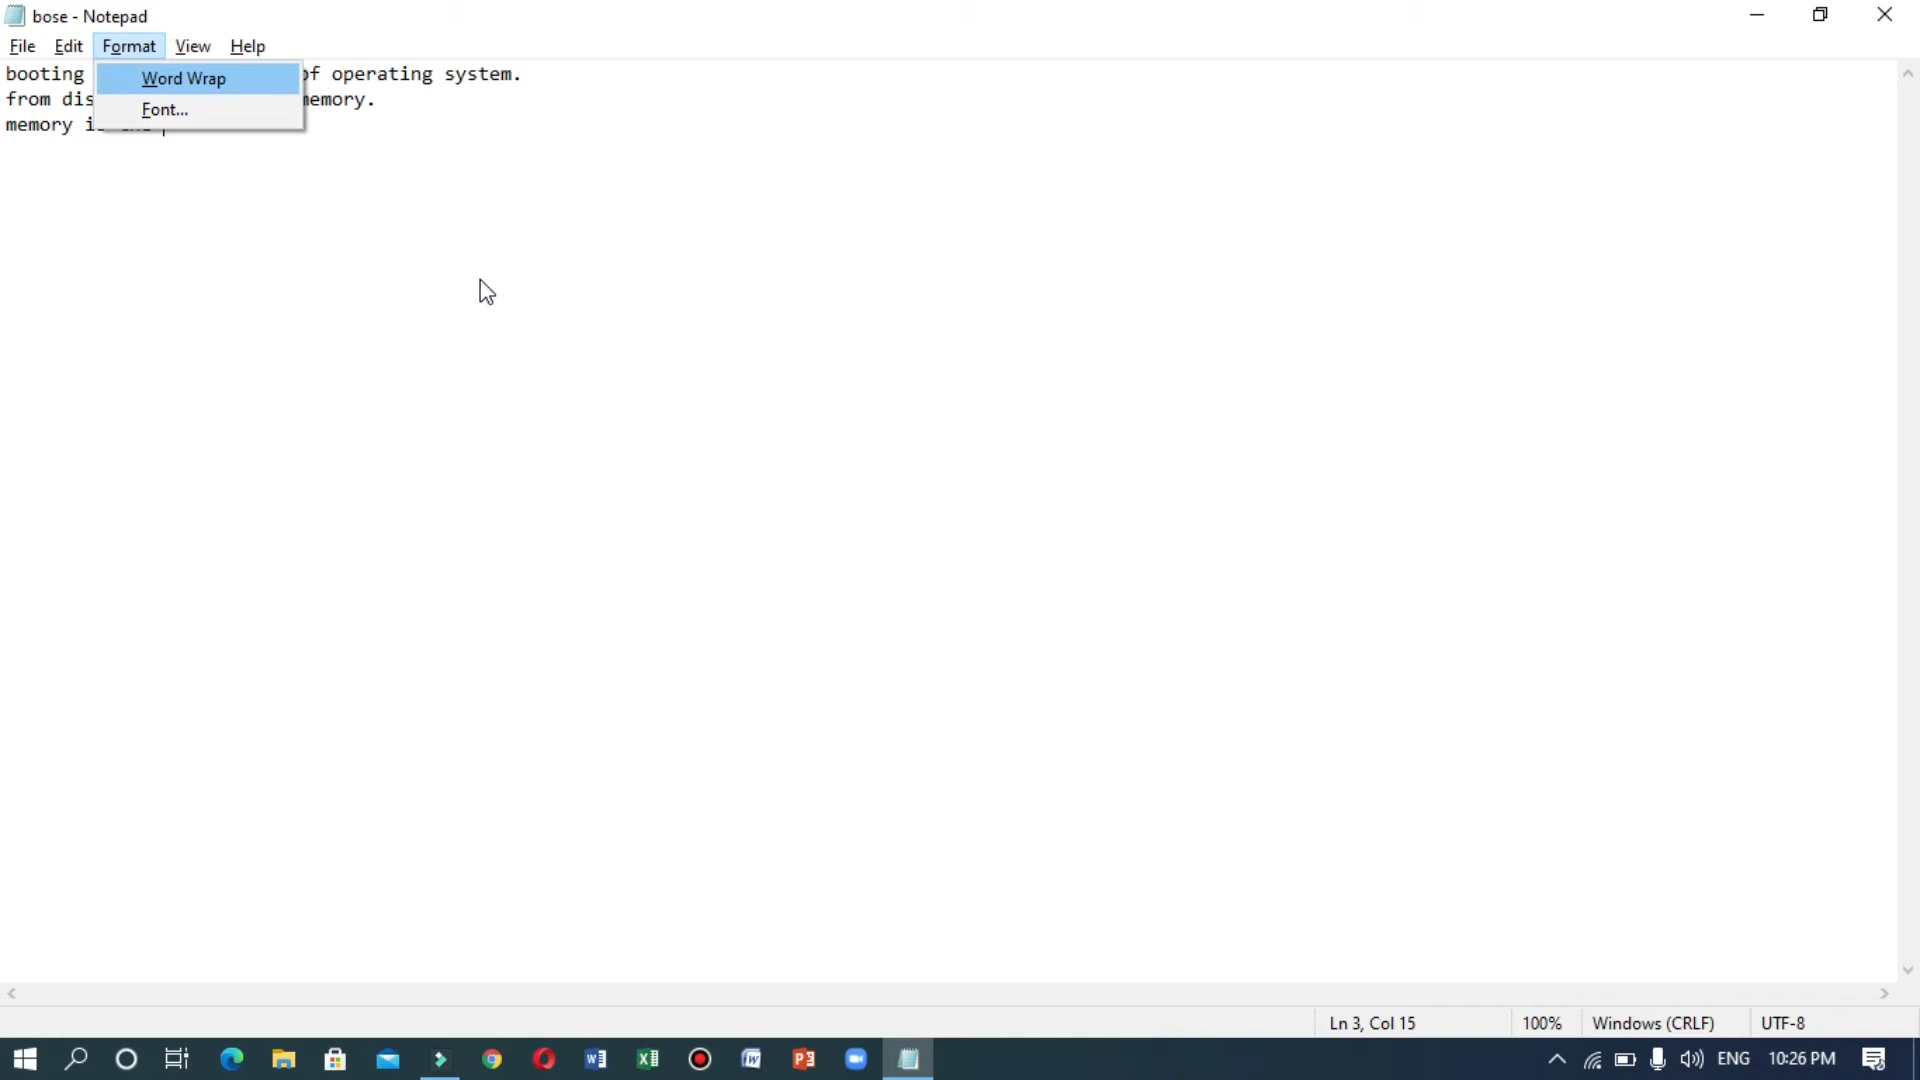 bose - Notepad
File Edit Format View Help
booting of operating system.
Word Wrap
from dis memory.
Font...
memory i
Ln 3, Col 15 100% Windows (CRLF) UTF-8
ENG 10:26 PM